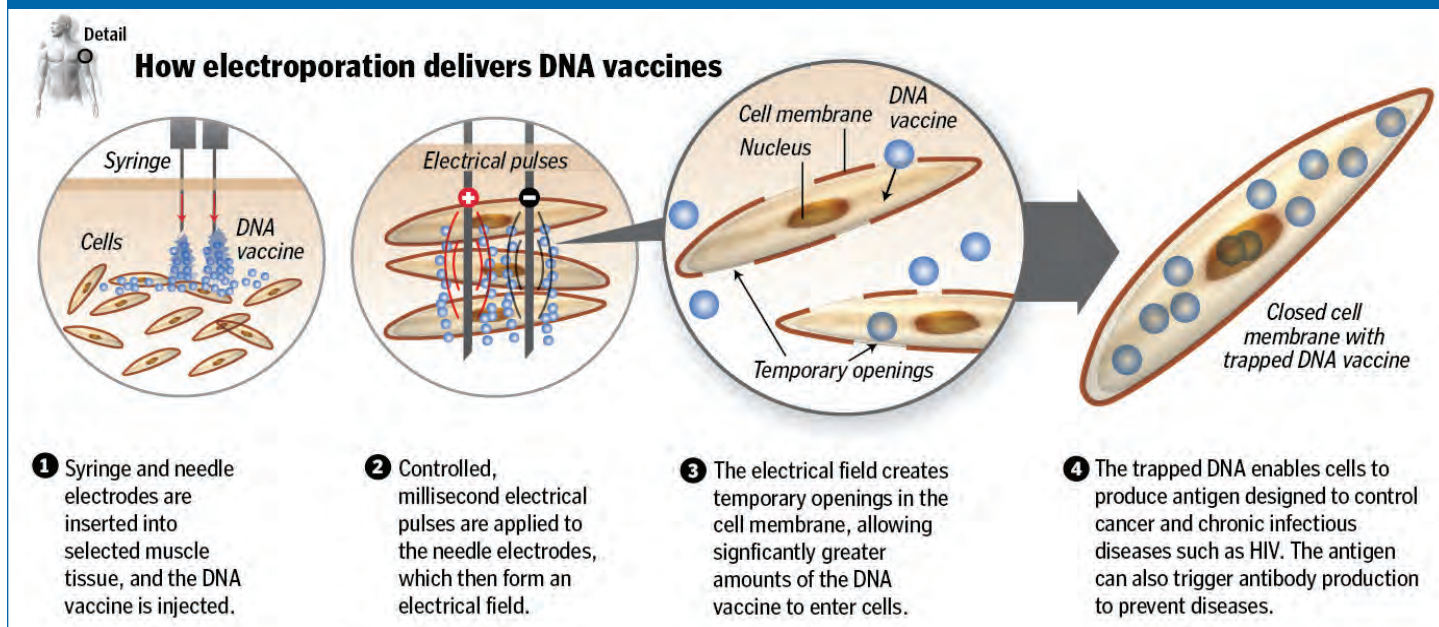 Detail
How electroporation delivers DNA vaccines
Syringe
Cells
DNA
vaccine
Electrical pulses
+
−
Cell membrane
Nucleus
DNA
vaccine
Temporary openings
Closed cell
membrane with
trapped DNA vaccine
1 Syringe and needle
electrodes are
inserted into
selected muscle
tissue, and the DNA
vaccine is injected.
2 Controlled,
millisecond electrical
pulses are applied to
the needle electrodes,
which then form an
electrical field.
3 The electrical field creates
temporary openings in the
cell membrane, allowing
signficantly greater
amounts of the DNA
vaccine to enter cells.
4 The trapped DNA enables cells to
produce antigen designed to control
cancer and chronic infectious
diseases such as HIV. The antigen
can also trigger antibody production
to prevent diseases.